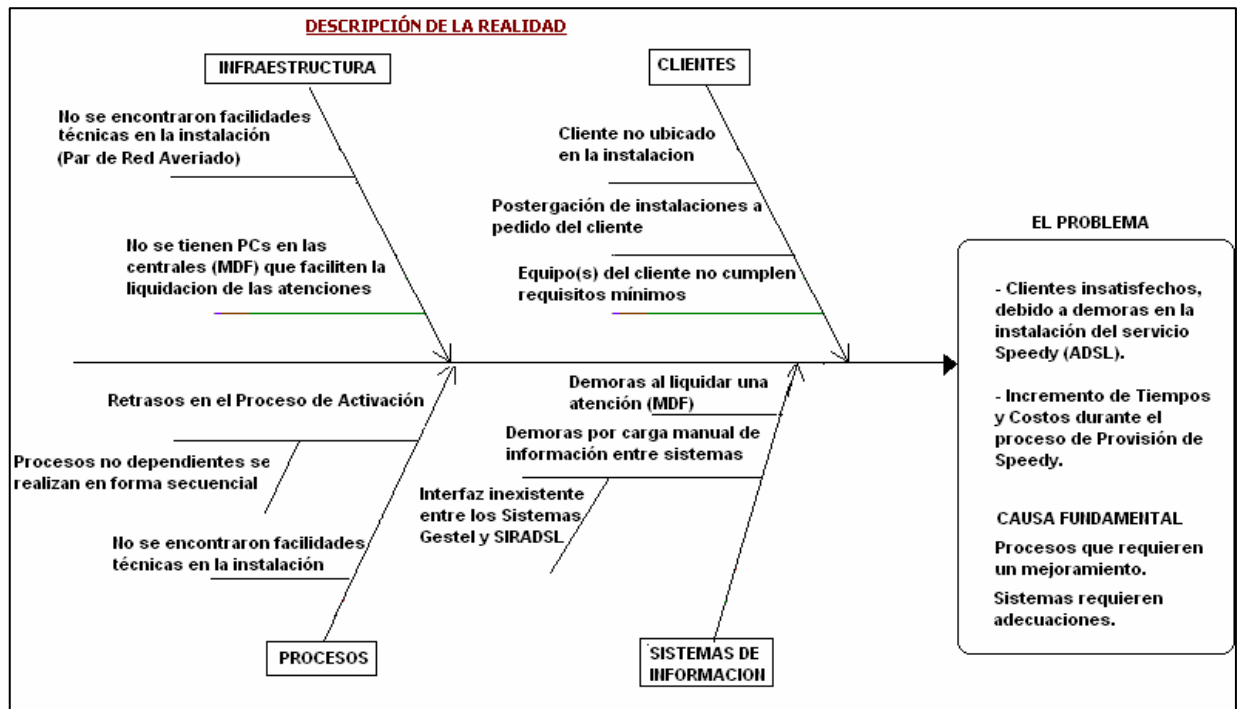 DESCRIPCIÓN DE LA REALIDAD
INFRAESTRUCTURA
CLIENTES
No se encontraron facilidades
técnicas en la instalación
(Par de Red Averiado)
Cliente no ubicado
en la instalacion
Postergación de instalaciones a
pedido del cliente
No se tienen PCs en las
centrales (MDF) que faciliten la
liquidacion de las atenciones
Equipo(s) del cliente no cumplen
requisitos mínimos
EL PROBLEMA
- Clientes insatisfechos,
debido a demoras en la
instalación del servicio
Speedy (ADSL).
- Incremento de Tiempos
y Costos durante el
proceso de Provisión de
Speedy.
CAUSA FUNDAMENTAL
Procesos que requieren
un mejoramiento.
Sistemas requieren
adecuaciones.
Retrasos en el Proceso de Activación
Procesos no dependientes se
realizan en forma secuencial
No se encontraron facilidades
técnicas en la instalación
Demoras al liquidar una
atención (MDF)
Demoras por carga manual de
información entre sistemas
Interfaz inexistente
entre los Sistemas
Gestel y SIRADSL
PROCESOS
SISTEMAS DE
INFORMACION